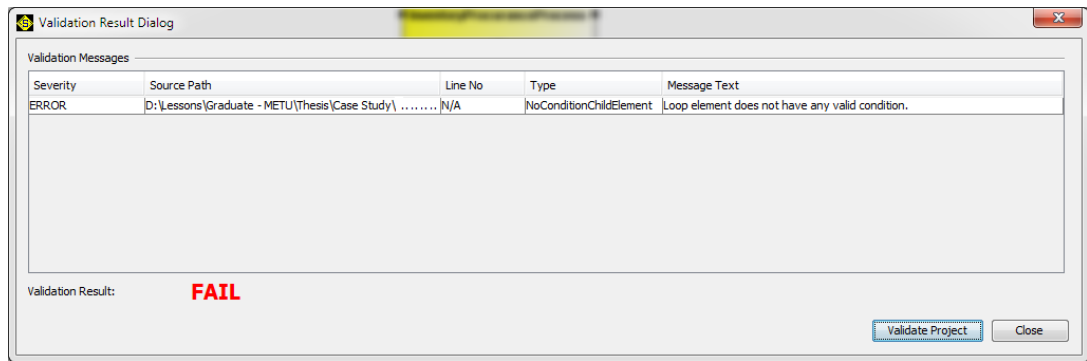 Validation Result Dialog
Validation Messages
Severity Source Path Line No Type Message Text
ERROR D:\Lessons\Graduate - METU\Thesis\Case Study\ ........ N/A NoConditionChildElement Loop element does not have any valid condition.
Validation Result: FAIL
Validate Project Close